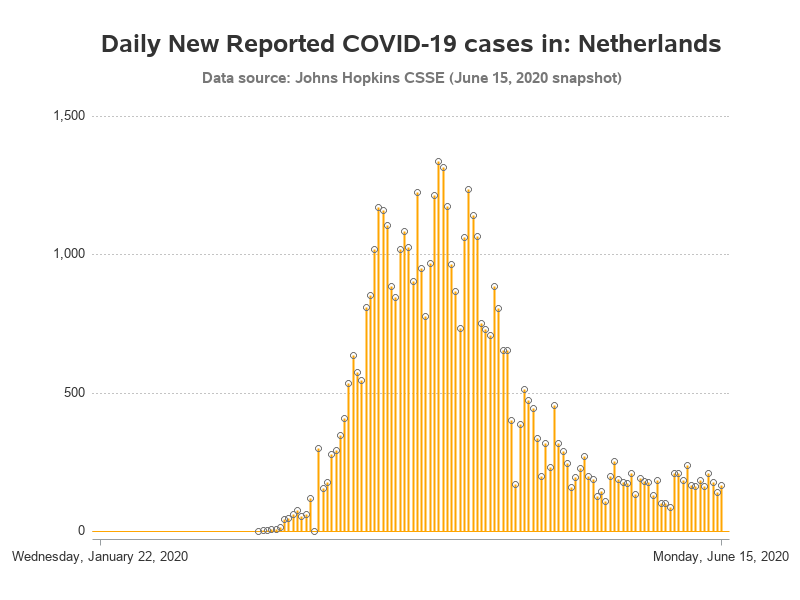 Daily New Reported COVID-19 cases in: Netherlands
Data source: Johns Hopkins CSSE (June 15, 2020 snapshot)
1,500
1,000
500
0
Wednesday, January 22, 2020
Monday, June 15, 2020